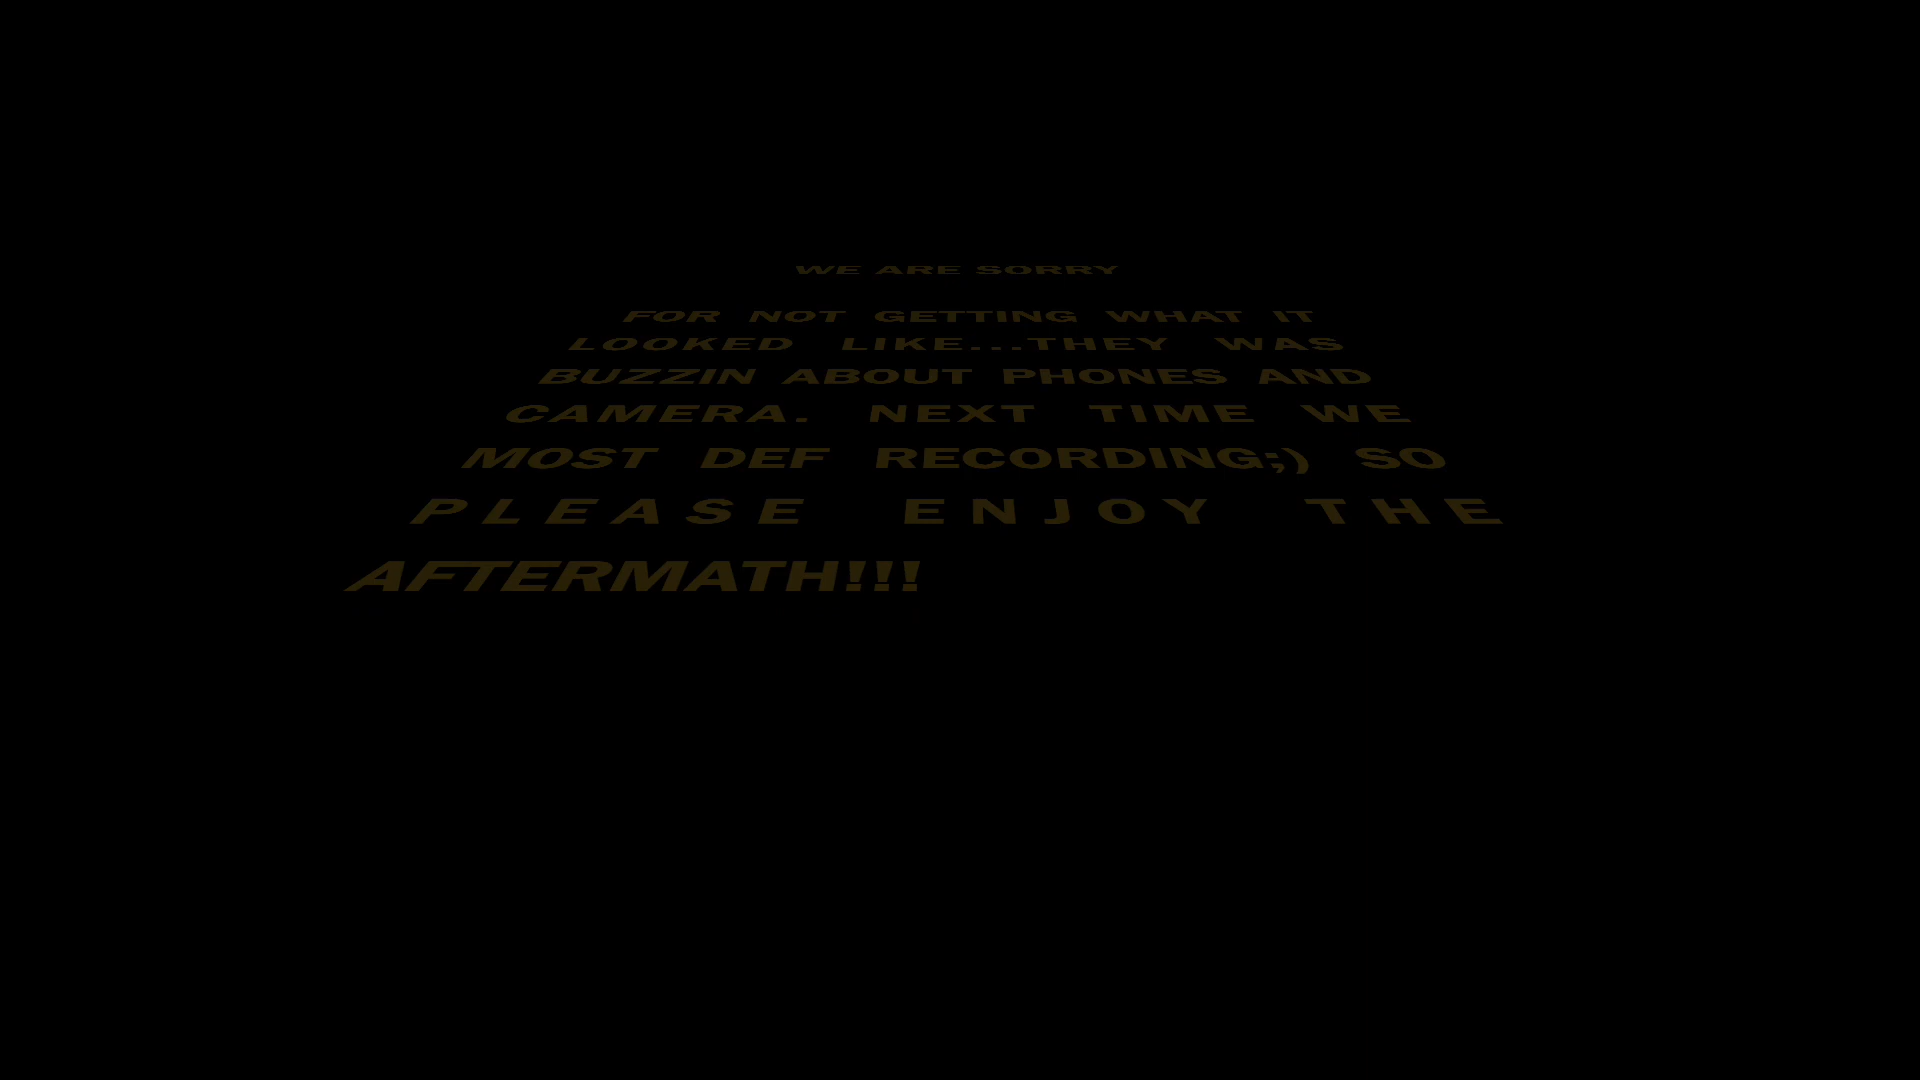 WE ARE SORRY
FOR NOT GETTING WHAT IT
LOOKED LIKE...THEY WAS
BUZZIN ABOUT PHONES AND
CAMERA. NEXT TIME WE
MOST DEF RECORDING;) SO
PLEASE ENJOY THE
AFTERMATH!!!